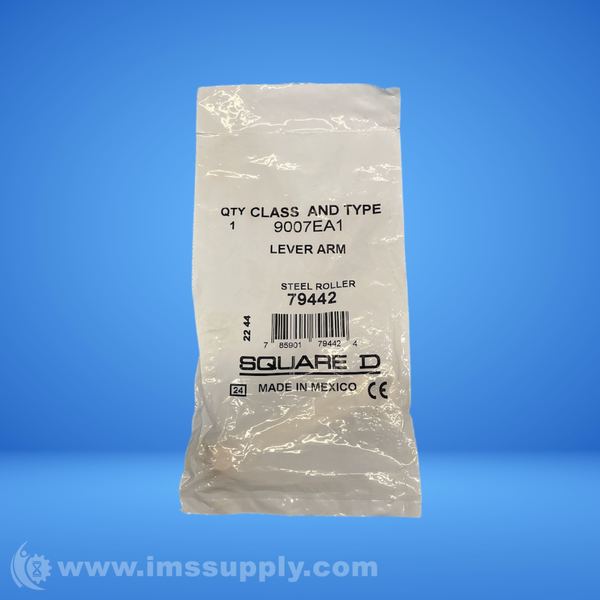 QTY CLASS AND TYPE
1 9007EA1
LEVER ARM
STEEL ROLLER
79442
22 44
7 85901 79442 4
SQUARE D
24 MADE IN MEXICO CE
www.imssupply.com